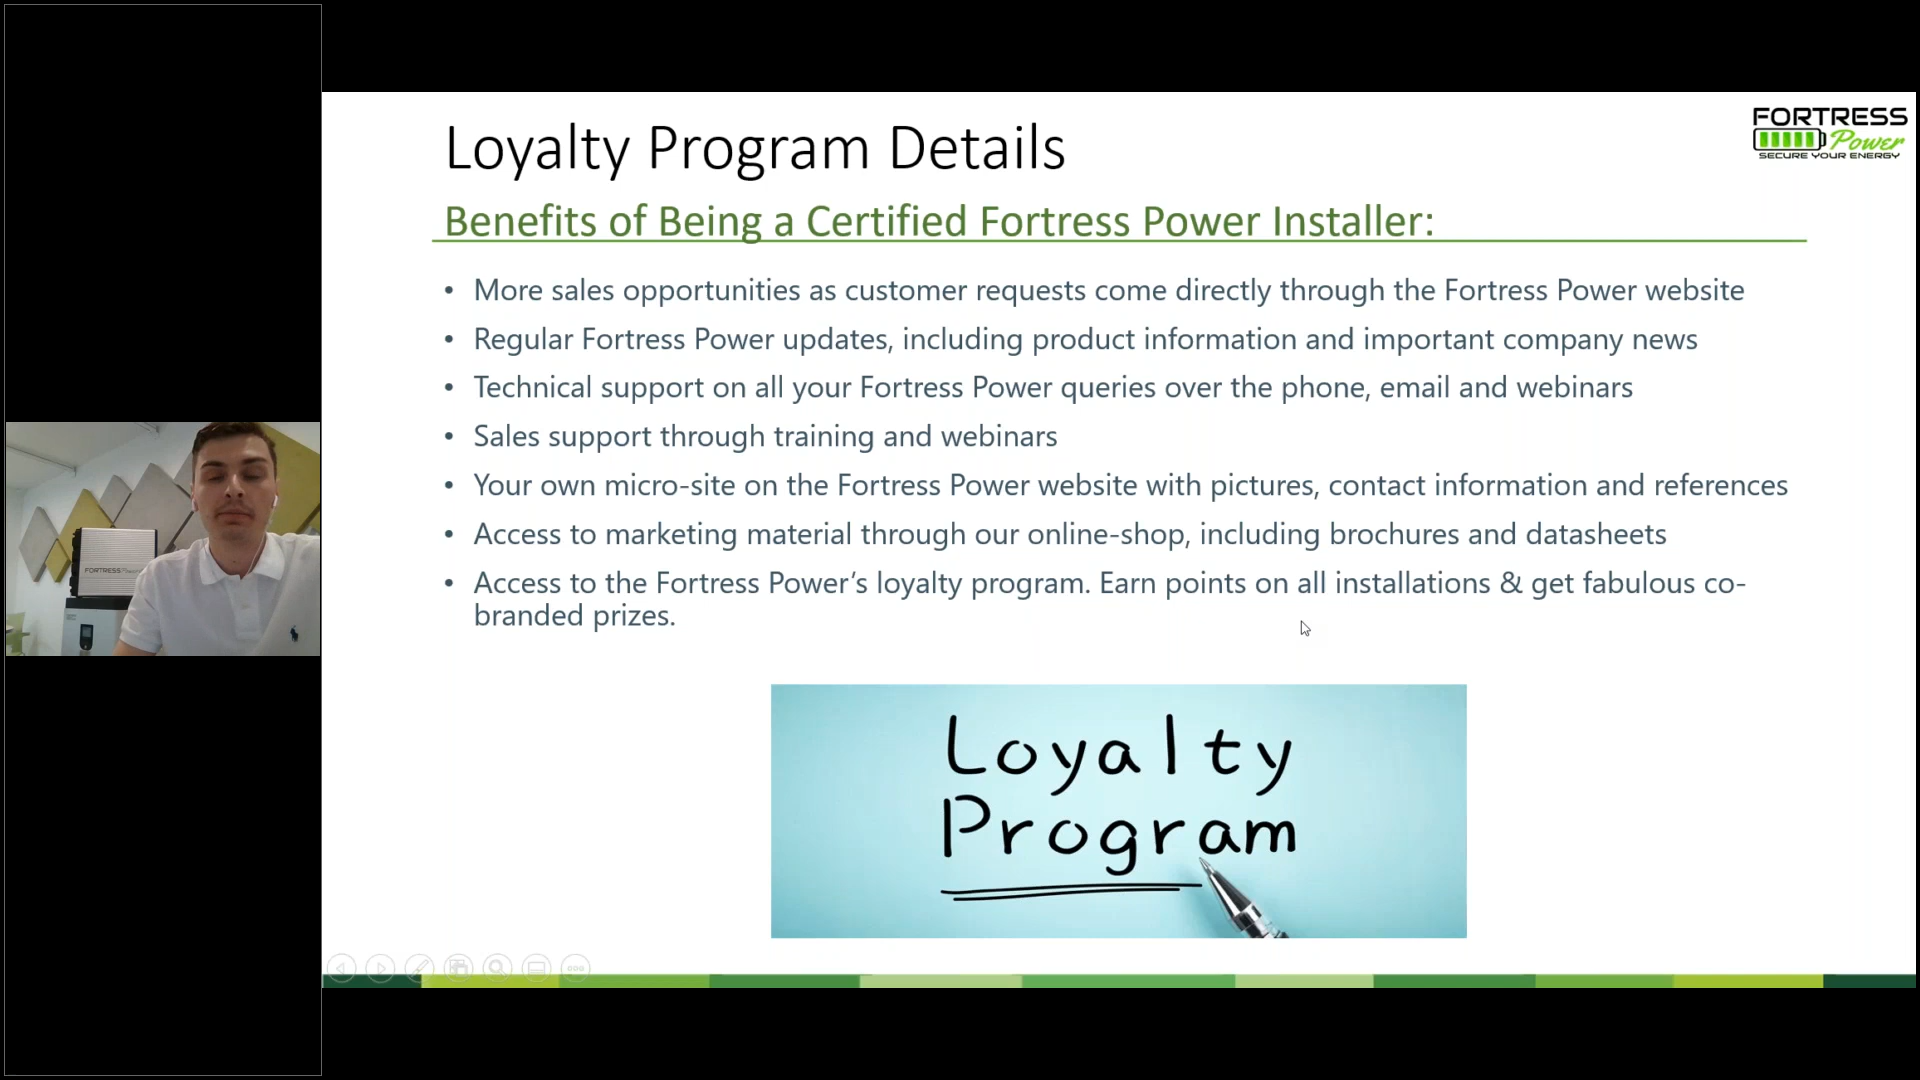 Loyalty Program Details
FORTRESS
Power
SECURE YOUR ENERGY
Benefits of Being a Certified Fortress Power Installer:
• More sales opportunities as customer requests come directly through the Fortress Power website
• Regular Fortress Power updates, including product information and important company news
• Technical support on all your Fortress Power queries over the phone, email and webinars
• Sales support through training and webinars
• Your own micro-site on the Fortress Power website with pictures, contact information and references
• Access to marketing material through our online-shop, including brochures and datasheets
• Access to the Fortress Power’s loyalty program. Earn points on all installations & get fabulous co-
branded prizes.
FORTRESS
Loyalty
Program